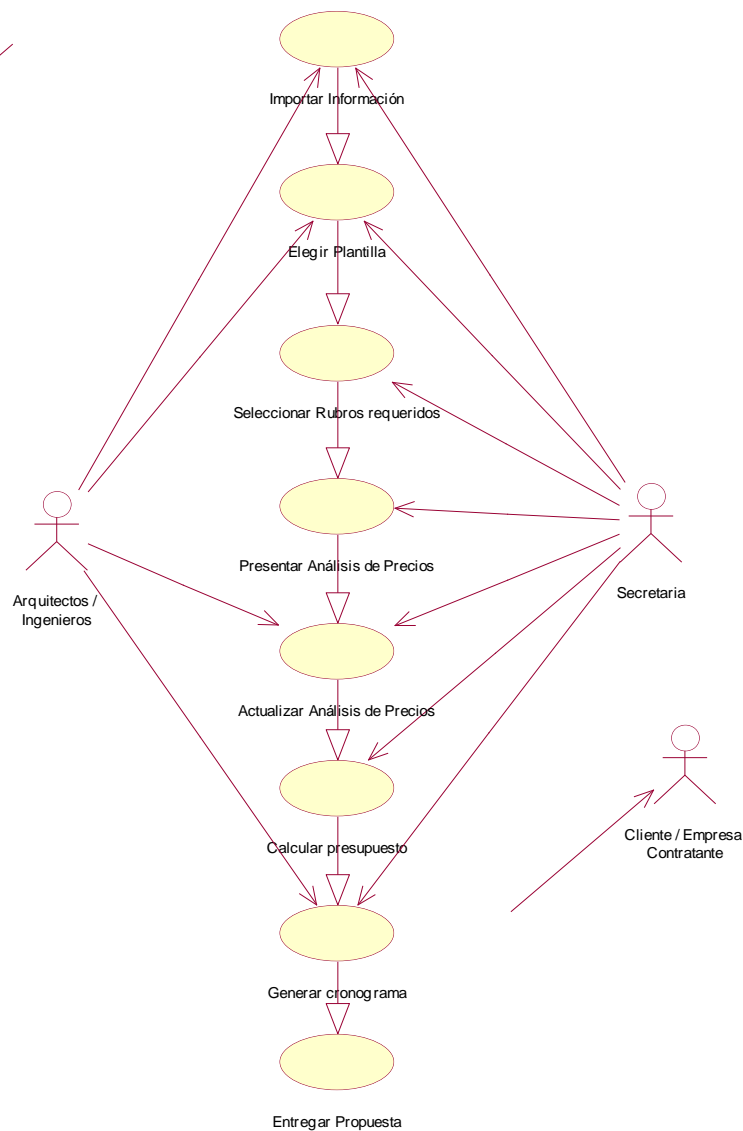 Importar Información
Elegir Plantilla
Seleccionar Rubros requeridos
Presentar Análisis de Precios
Arquitectos /
Ingenieros
Secretaria
Actualizar Análisis de Precios
Cliente / Empresa
Contratante
Calcular presupuesto
Generar cronograma
Entregar Propuesta